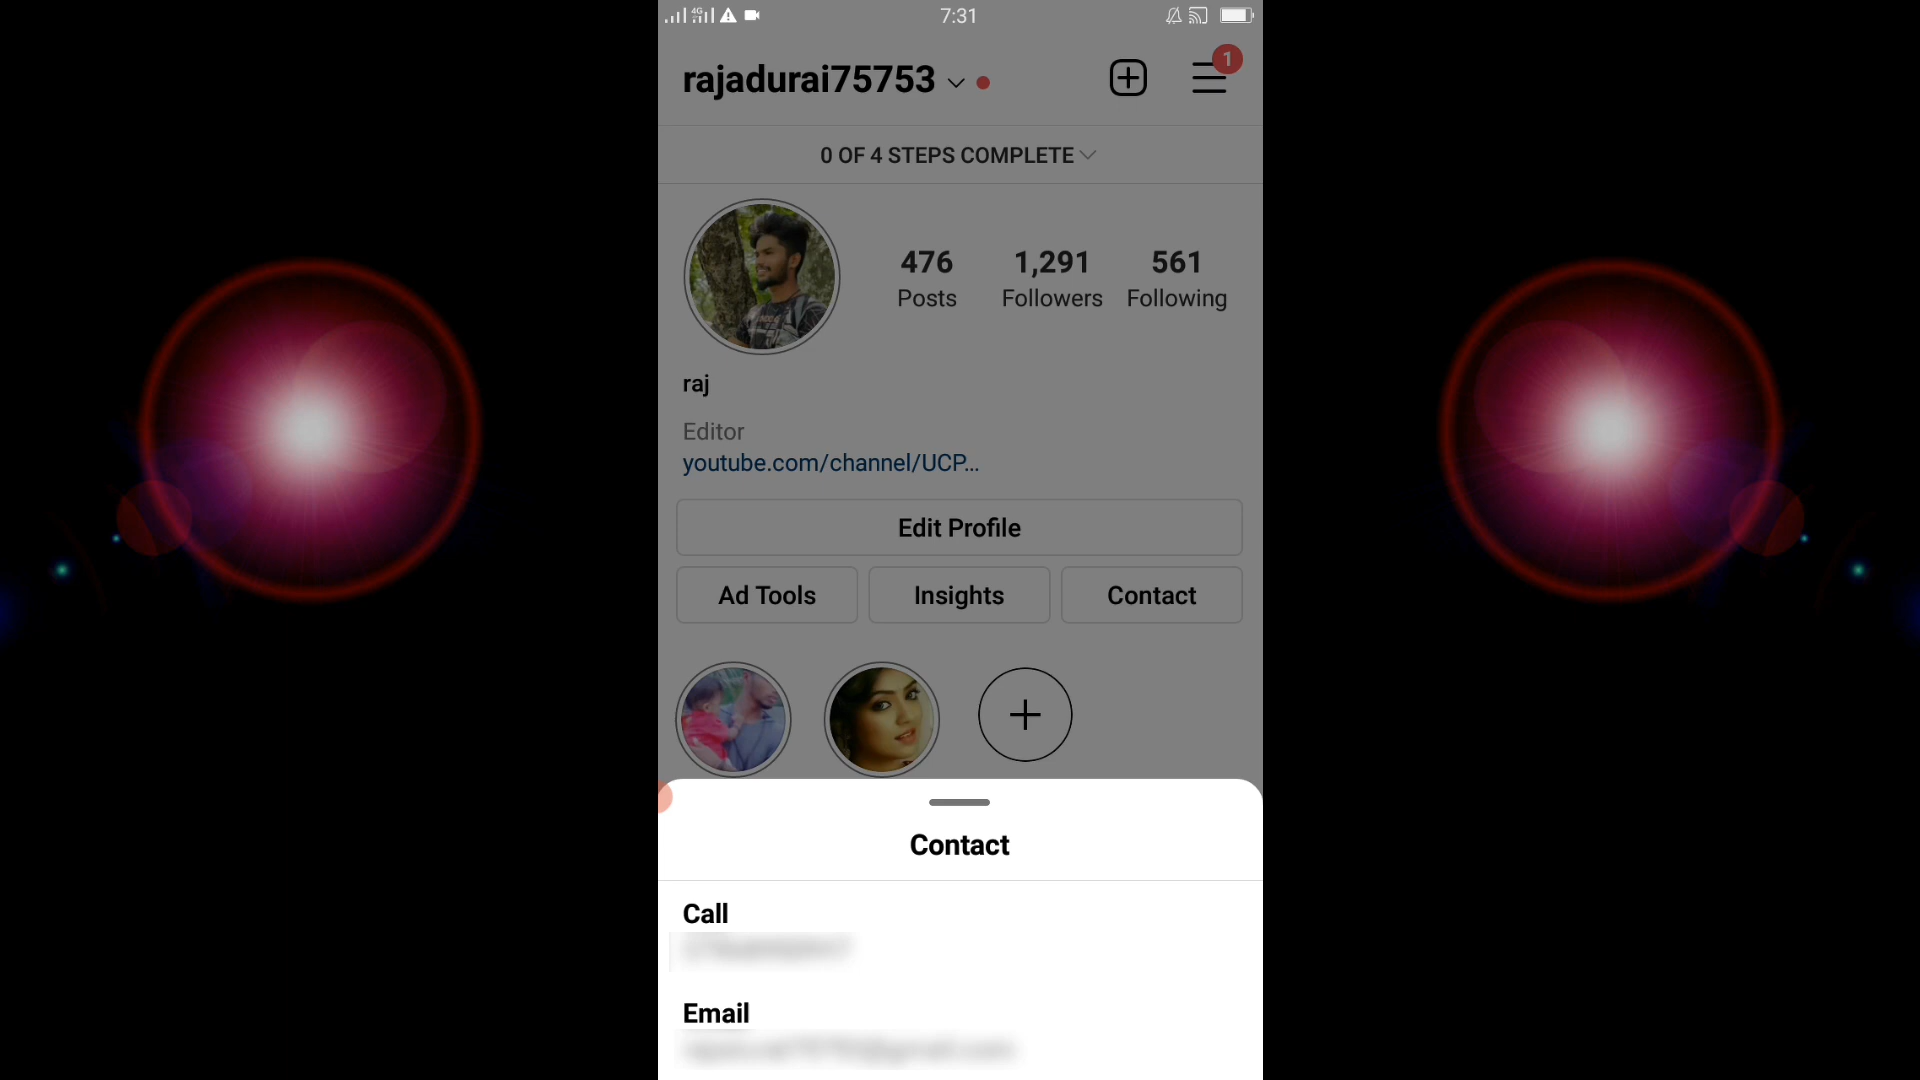 4G
7:31
rajadurai75753
1
0 OF 4 STEPS COMPLETE
476 1,291 561
Posts Followers Following
raj
Editor
youtube.com/channel/UCP...
Edit Profile
Ad Tools Insights Contact
Contact
Call
Email